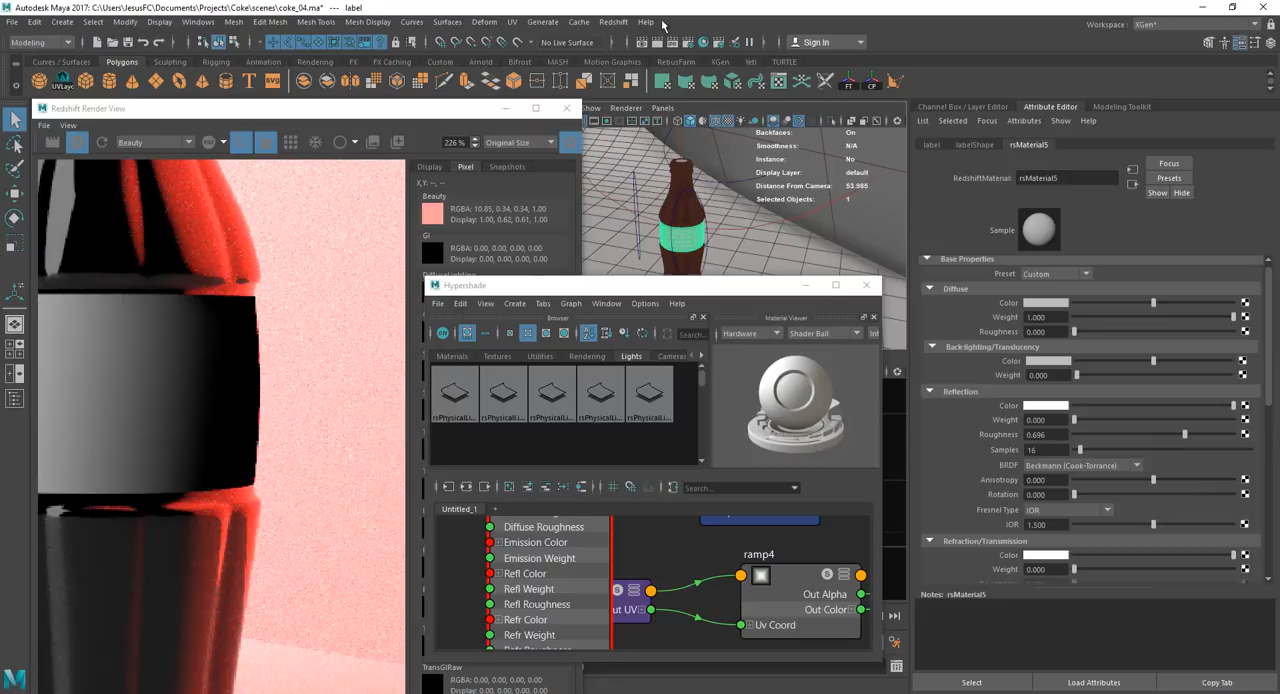 Autodesk Maya 2017: C:\Users\JesusFC\Documents\Projects\Coke\scenes\coke_04.ma* --- label
File Edit Create Select Modify Display Windows Mesh Edit Mesh Mesh Tools Mesh Display Curves Surfaces Deform UV Generate Cache Redshift Help
Workspace : XGen*
Modeling
No Live Surface
Sign In
Curves / Surfaces Polygons Sculpting Rigging Animation Rendering FX FX Caching Custom Arnold Bifrost MASH Motion Graphics RebusFarm XGen Yeti TURTLE
UVLayc
T
svg
FT
CP
Redshift Render View
File View
Beauty
226 %
Original Size
Display Pixel Snapshots
X,Y: --, --
Beauty
RGBA: 10.85, 0.34, 0.34, 1.00
Display: 1.00, 0.62, 0.61, 1.00
GI
RGBA: 0.00, 0.00, 0.00, 0.00
Display: 0.00, 0.00, 0.00, 0.00
TransGIRaw
RGBA: 0.00, 0.00, 0.00, 0.00
Display: 0.00, 0.00, 0.00, 0.00
Show Renderer Panels
Backfaces: On
Smoothness: N/A
Instance: No
Display Layer: default
Distance From Camera: 53.985
Selected Objects: 1
Hypershade
File Edit View Create Tabs Graph Window Options Help
Browser
Search...
Materials Textures Utilities Rendering Lights Cameras
rsPhysicalLi... rsPhysicalLi... rsPhysicalLi... rsPhysicalLi... rsPhysicalLi...
Material Viewer
Hardware
Shader Ball
Search...
Untitled_1
+
Diffuse Roughness
Emission Color
Emission Weight
Refl Color
Refl Weight
Refl Roughness
Refr Color
Refr Weight
ut UV
ramp4
Out Alpha
Out Color
Uv Coord
Channel Box / Layer Editor Attribute Editor Modeling Toolkit
List Selected Focus Attributes Show Help
label labelShape rsMaterial5
RedshiftMaterial: rsMaterial5
Focus
Presets
Show Hide
Sample
Base Properties
Preset Custom
Diffuse
Color
Weight 1.000
Roughness 0.000
Back-lighting/Translucency
Color
Weight 0.000
Reflection
Color
Weight 0.000
Roughness 0.696
Samples 16
BRDF Beckmann (Cook-Torrance)
Anisotropy 0.000
Rotation 0.000
Fresnel Type IOR
IOR 1.500
Refraction/Transmission
Color
Weight 0.000
Notes: rsMaterial5
Select Load Attributes Copy Tab